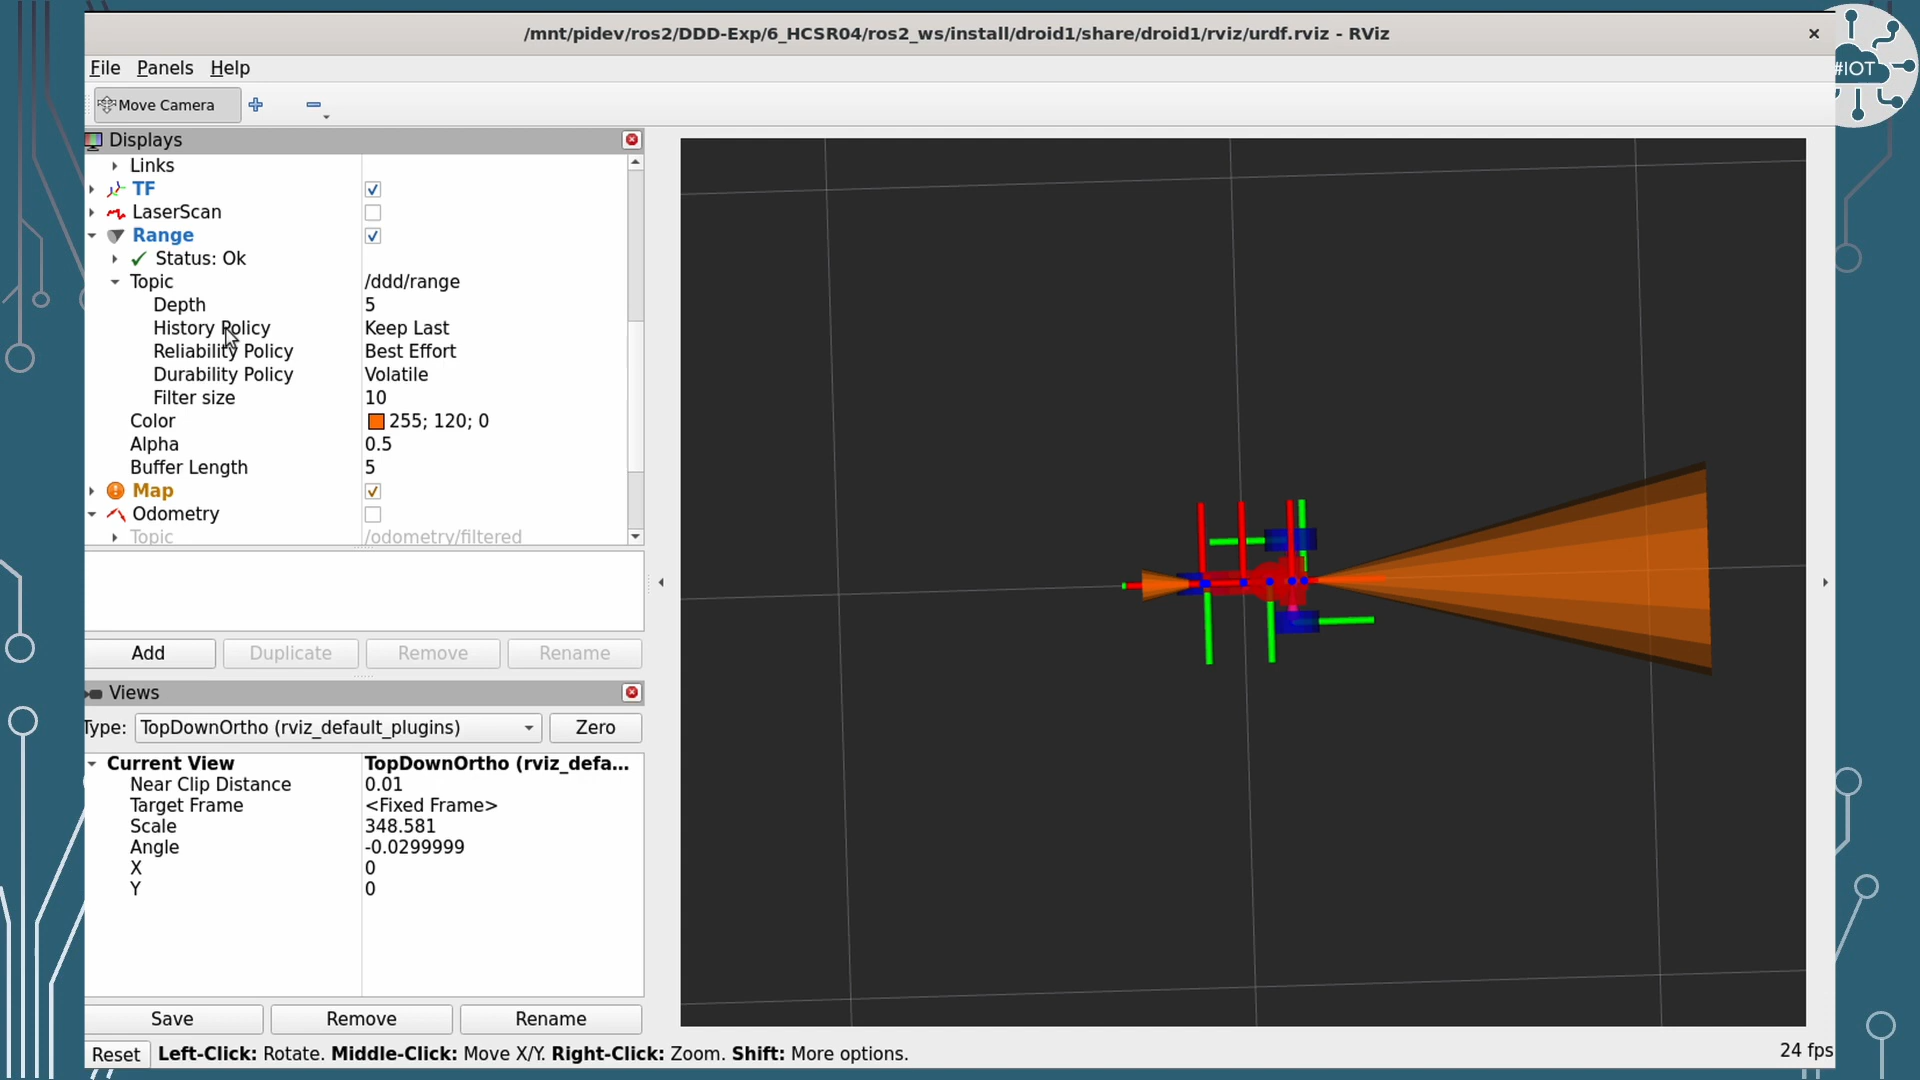 /mnt/pidev/ros2/DDD-Exp/6_HCSR04/ros2_ws/install/droid1/share/droid1/rviz/urdf.rviz - RViz
#IOT
File Panels Help
Move Camera
Displays
Links
TF
LaserScan
Range
Status: Ok
Topic /ddd/range
Depth 5
History Policy Keep Last
Reliability Policy Best Effort
Durability Policy Volatile
Filter size 10
Color 255; 120; 0
Alpha 0.5
Buffer Length 5
Map
Odometry
Topic /odometry/filtered
Add Duplicate Remove Rename
Views
Type: TopDownOrtho (rviz_default_plugins) Zero
Current View TopDownOrtho (rviz_defa...
Near Clip Distance 0.01
Target Frame <Fixed Frame>
Scale 348.581
Angle -0.0299999
X 0
Y 0
Save Remove Rename
Reset Left-Click: Rotate. Middle-Click: Move X/Y. Right-Click: Zoom. Shift: More options. 24 fps